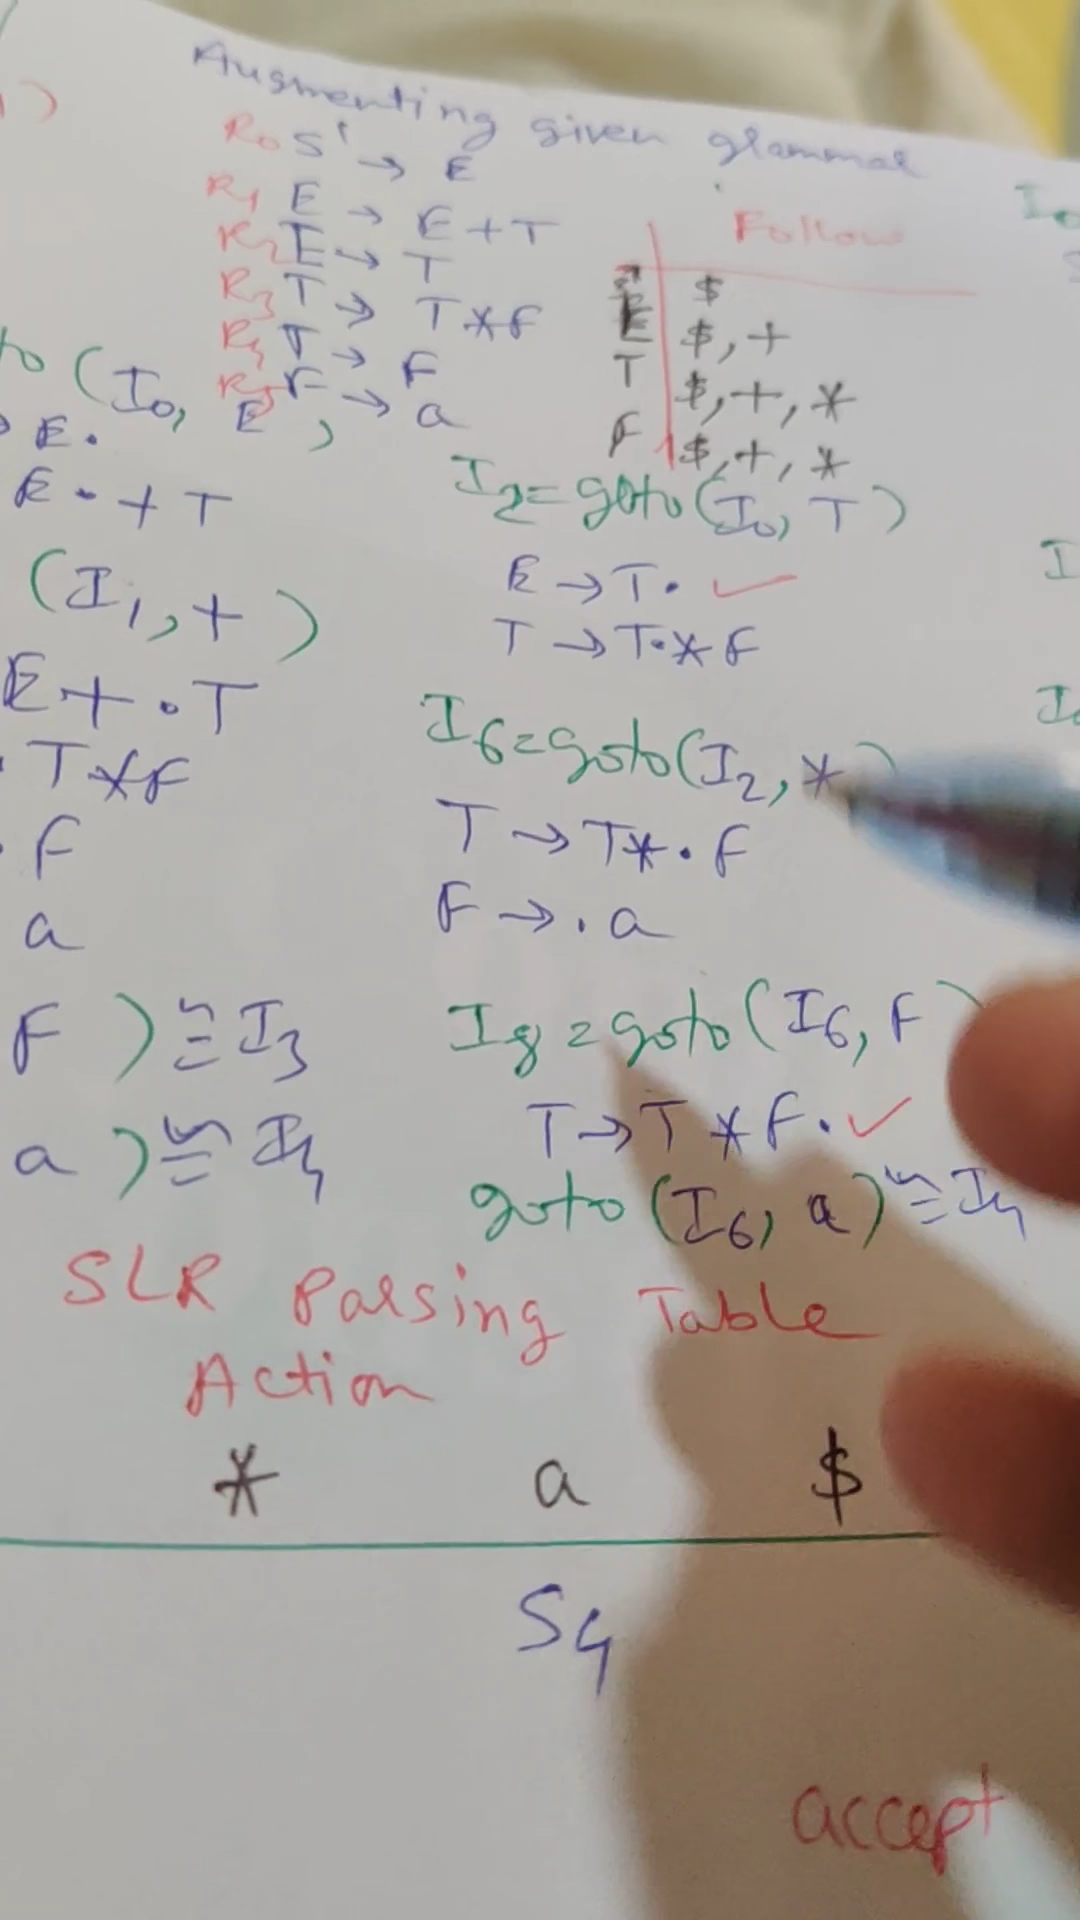 Augmenting given grammar
R0 S' → E
R1 E → E + T
R2 E → T
R3 T → T * F
R4 T → F
R5 F → a
Follow
S' $
E $, +
T $, +, *
F $, +, *
(I0, E)
E .
E . + T
(I1, +)
E + . T
. T * F
. F
a
F ) ≅ I3
a ) ≅ I4
I2 = goto (I0, T)
E → T . ✓
T → T . * F
I6 = goto (I2, *)
T → T * . F
F → . a
I8 = goto (I6, F)
T → T * F . ✓
goto (I6, a) ≅ I4
SLR Parsing Table
Action
* a $
S4
accept